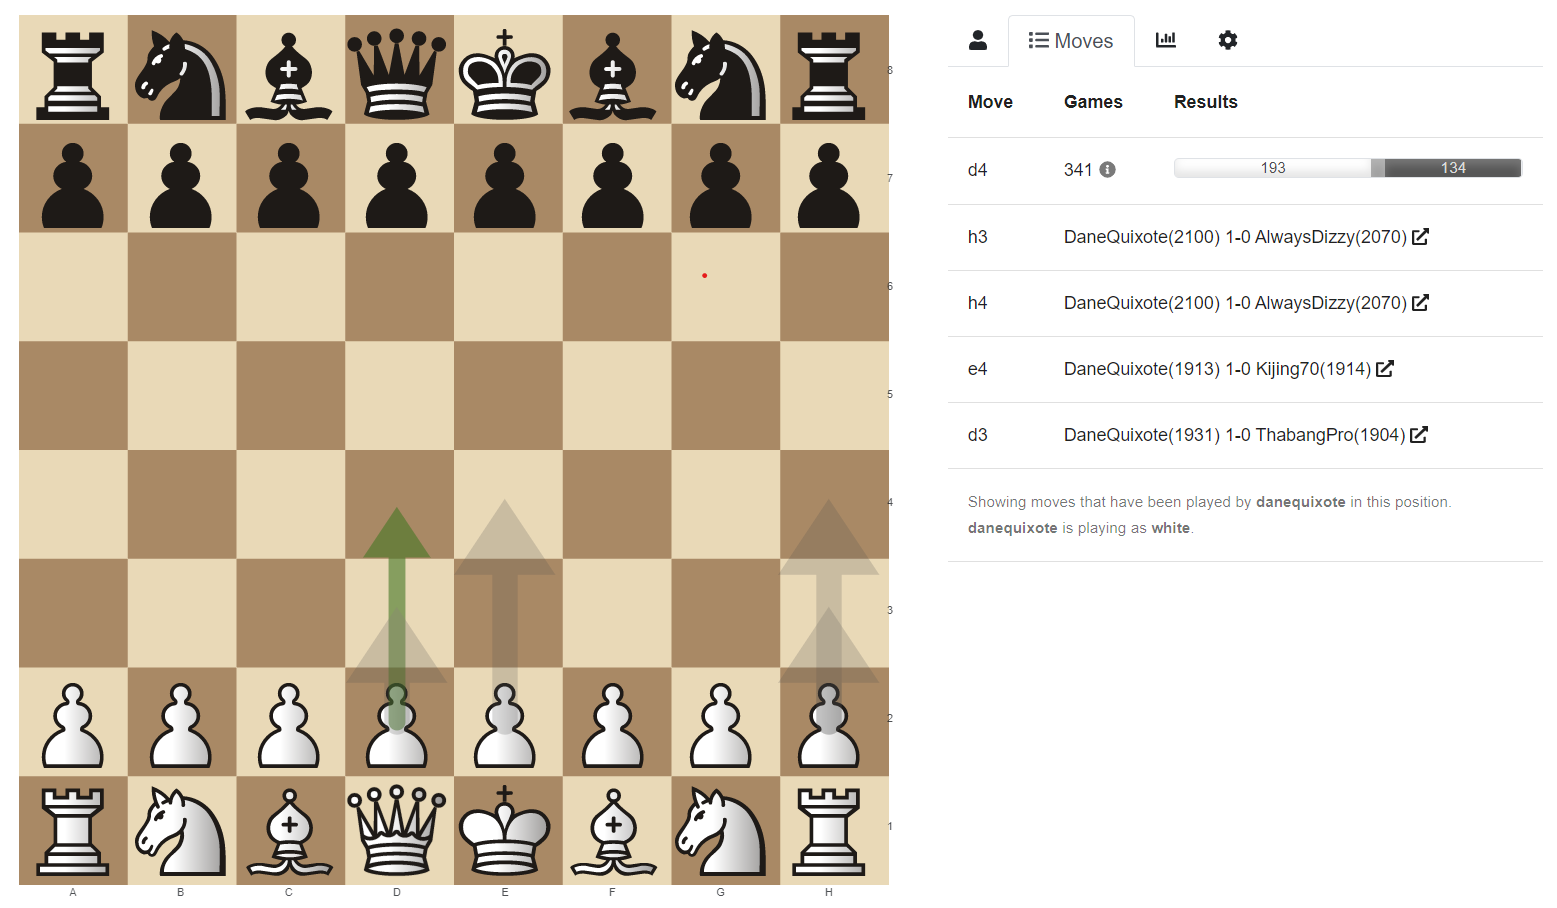 Moves
Move Games Results
d4 341 193 134
h3 DaneQuixote(2100) 1-0 AlwaysDizzy(2070)
h4 DaneQuixote(2100) 1-0 AlwaysDizzy(2070)
e4 DaneQuixote(1913) 1-0 Kijing70(1914)
d3 DaneQuixote(1931) 1-0 ThabangPro(1904)
Showing moves that have been played by danequixote in this position.
danequixote is playing as white.
8
7
6
5
4
3
2
1
A B C D E F G H